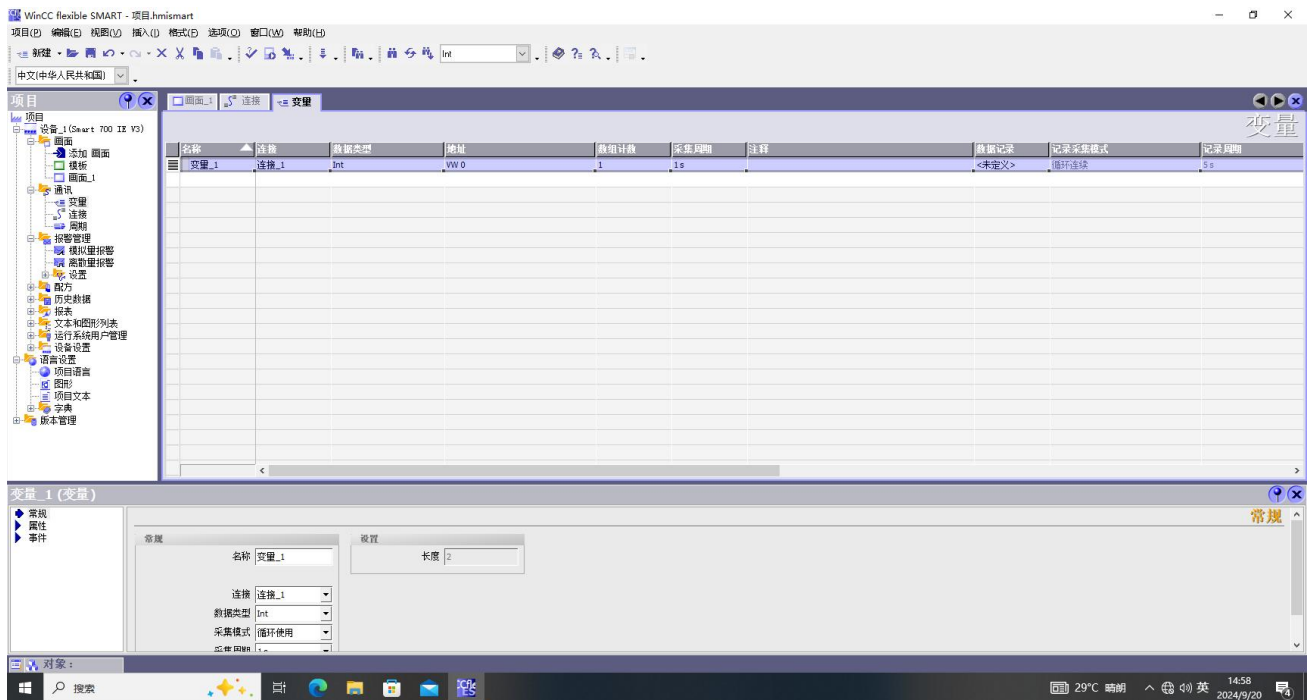 WinCC flexible SMART - 项目.hmismart
项目(P) 编辑(E) 视图(V) 插入(I) 格式(F) 选项(O) 窗口(W) 帮助(H)
新建 Int
中文(中华人民共和国)
项目
画面_1 连接 变量
变量
项目
设备_1(Smart 700 IE V3)
画面
添加 画面
模板
画面_1
通讯
变量
连接
周期
报警管理
模拟量报警
离散量报警
设置
配方
历史数据
报表
文本和图形列表
运行系统用户管理
设备设置
语言设置
项目语言
图形
项目文本
字典
版本管理
名称 连接 数据类型 地址 数组计数 采集周期 注释 数据记录 记录采集模式 记录周期
变量_1 连接_1 Int VW 0 1 1 s <未定义> 循环连续 5 s
变量_1 (变量)
常规
属性
事件
常规
常规 设置
名称 变量_1 长度 2
连接 连接_1
数据类型 Int
采集模式 循环使用
采集周期 1 s
对象:
搜索
29°C 晴朗 英 14:58
2024/9/20
4